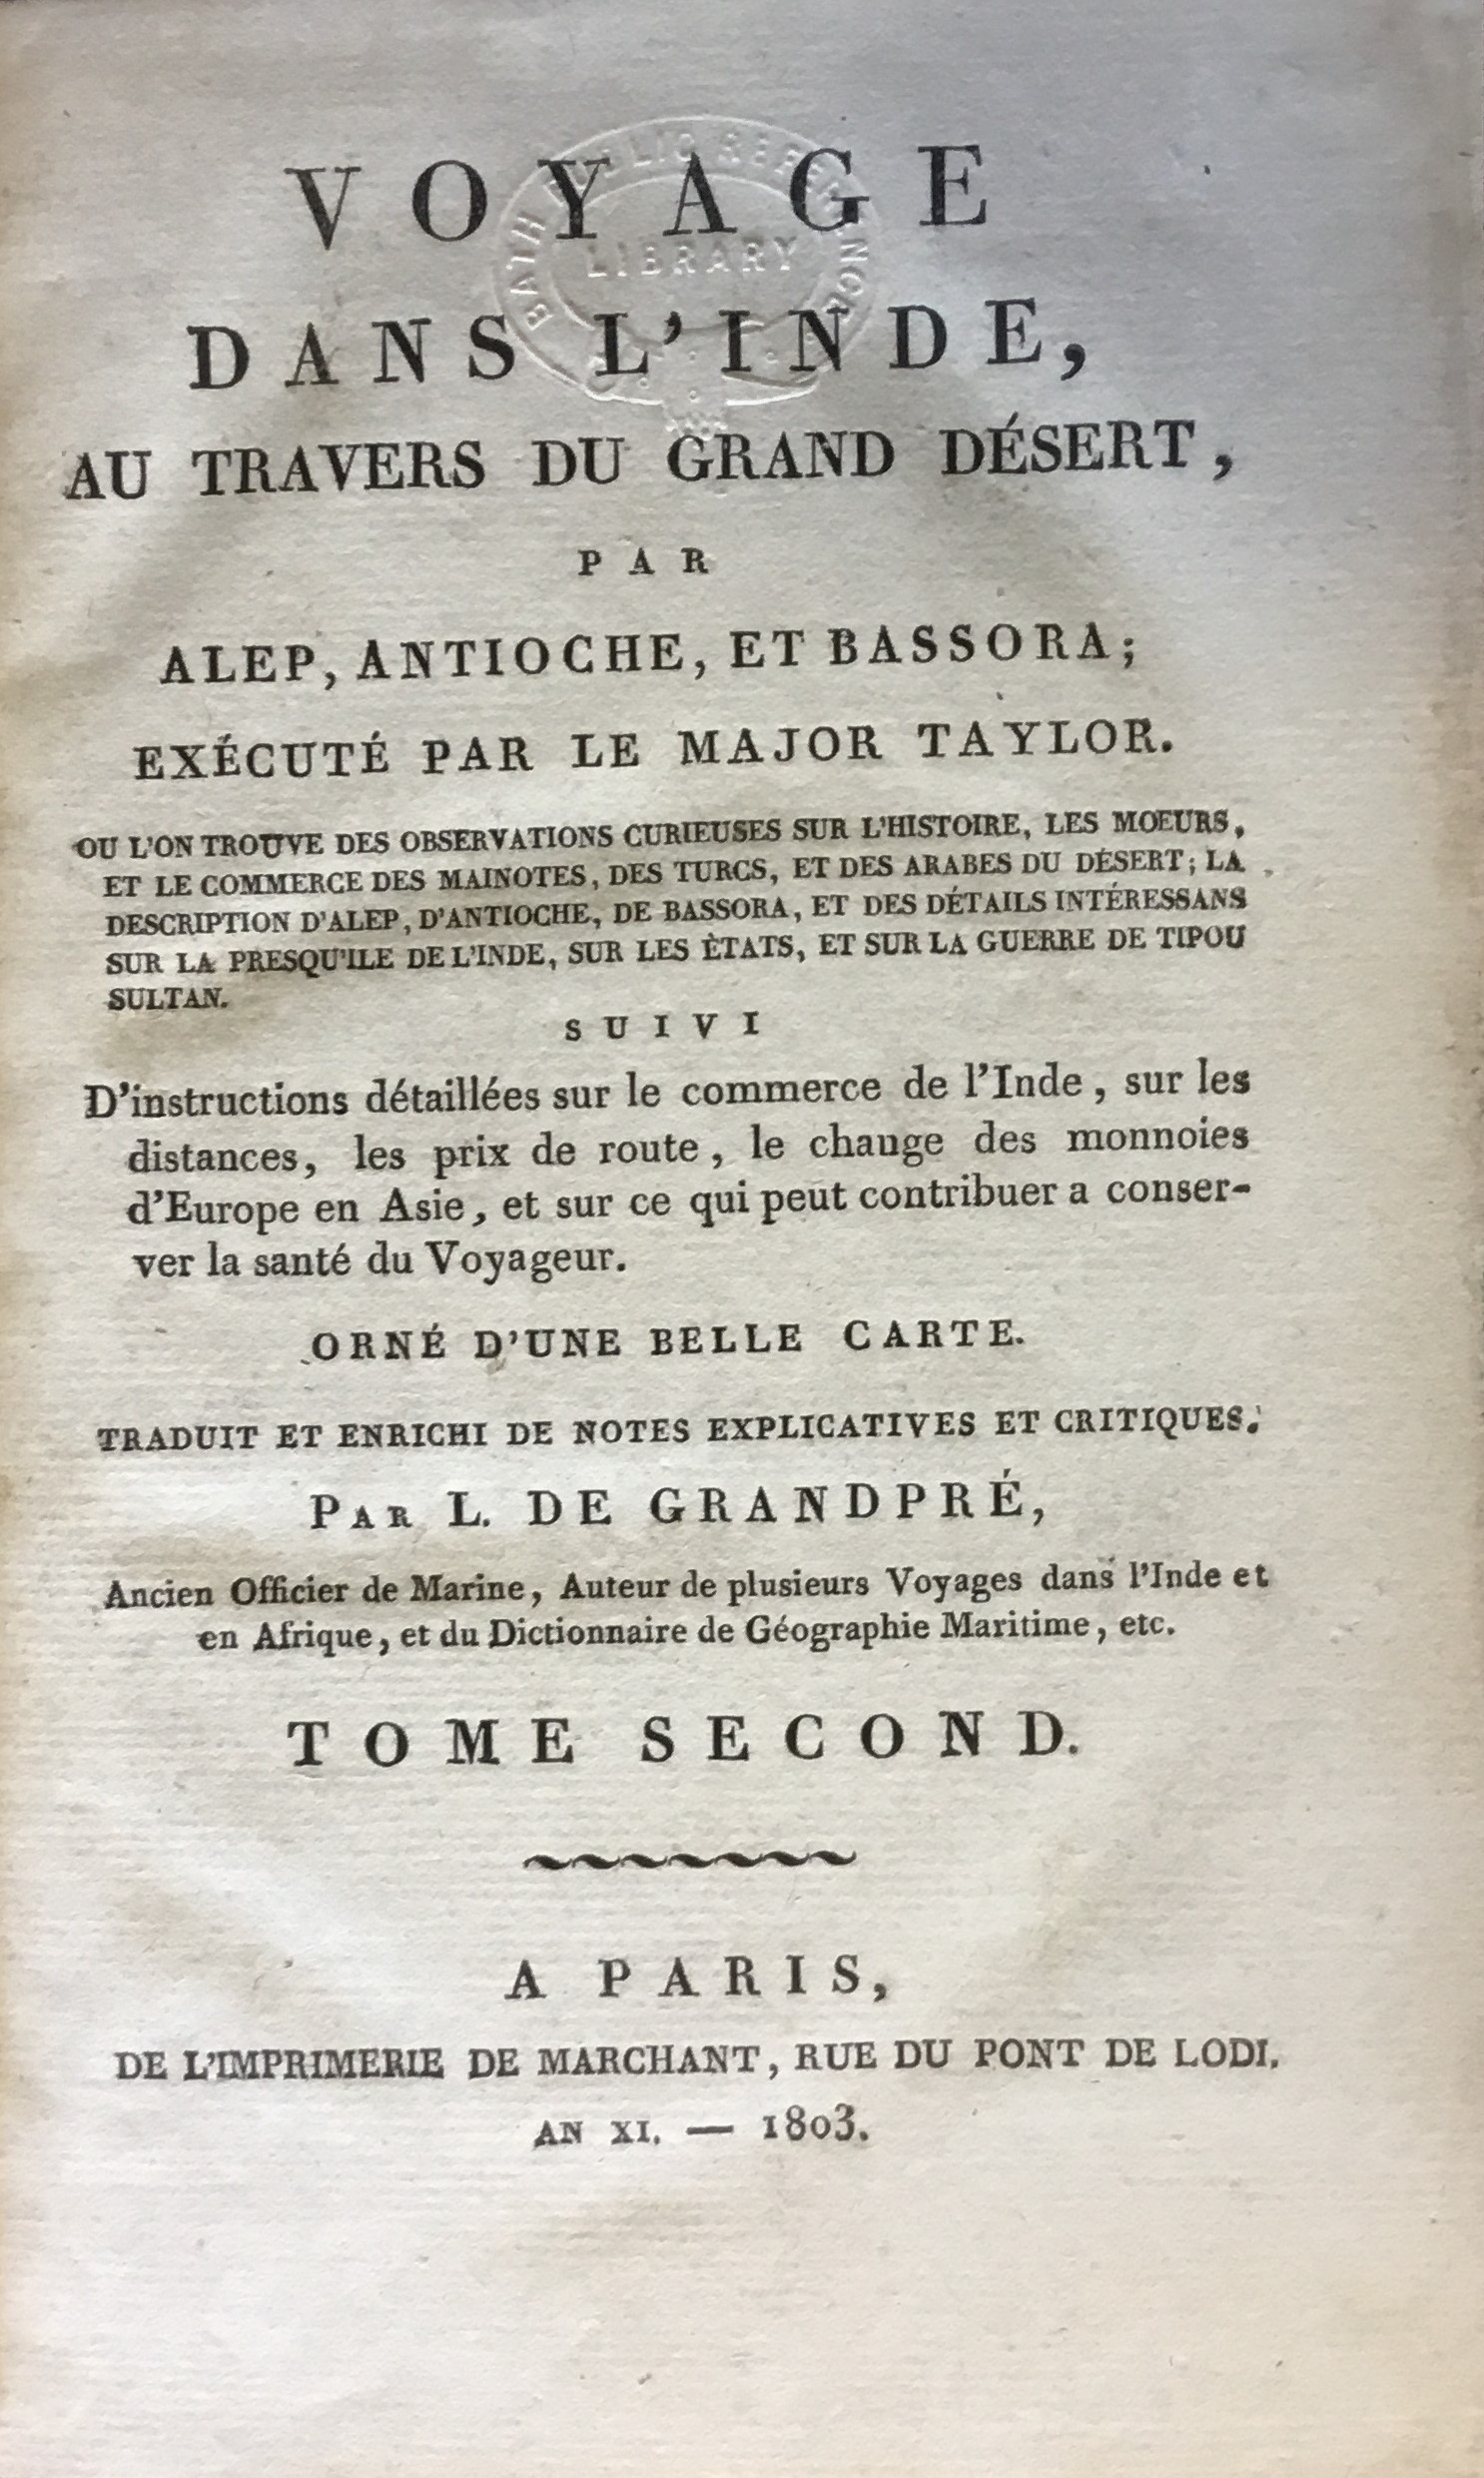 VOYAGE
DANS L'INDE,
AU TRAVERS DU GRAND DÉSERT,
PAR
ALEP, ANTIOCHE, ET BASSORA;
EXÉCUTÉ PAR LE MAJOR TAYLOR.
OU L'ON TROUVE DES OBSERVATIONS CURIEUSES SUR L'HISTOIRE, LES MOEURS,
ET LE COMMERCE DES MAINOTES, DES TURCS, ET DES ARABES DU DÉSERT; LA
DESCRIPTION D'ALEP, D'ANTIOCHE, DE BASSORA, ET DES DÉTAILS INTÉRESSANS
SUR LA PRESQU'ILE DE L'INDE, SUR LES ÈTATS, ET SUR LA GUERRE DE TIPOU
SULTAN.
SUIVI
D'instructions détaillées sur le commerce de l'Inde, sur les
distances, les prix de route, le change des monnoies
d'Europe en Asie, et sur ce qui peut contribuer a conser-
ver la santé du Voyageur.
ORNÉ D'UNE BELLE CARTE.
TRADUIT ET ENRICHI DE NOTES EXPLICATIVES ET CRITIQUES.
PAR L. DE GRANDPRÉ,
Ancien Officier de Marine, Auteur de plusieurs Voyages dans l'Inde et
en Afrique, et du Dictionnaire de Géographie Maritime, etc.
TOME SECOND.
A PARIS,
DE L'IMPRIMERIE DE MARCHANT, RUE DU PONT DE LODI.
AN XI. — 1803.
BATH PUBLIC REFERENCE
LIBRARY